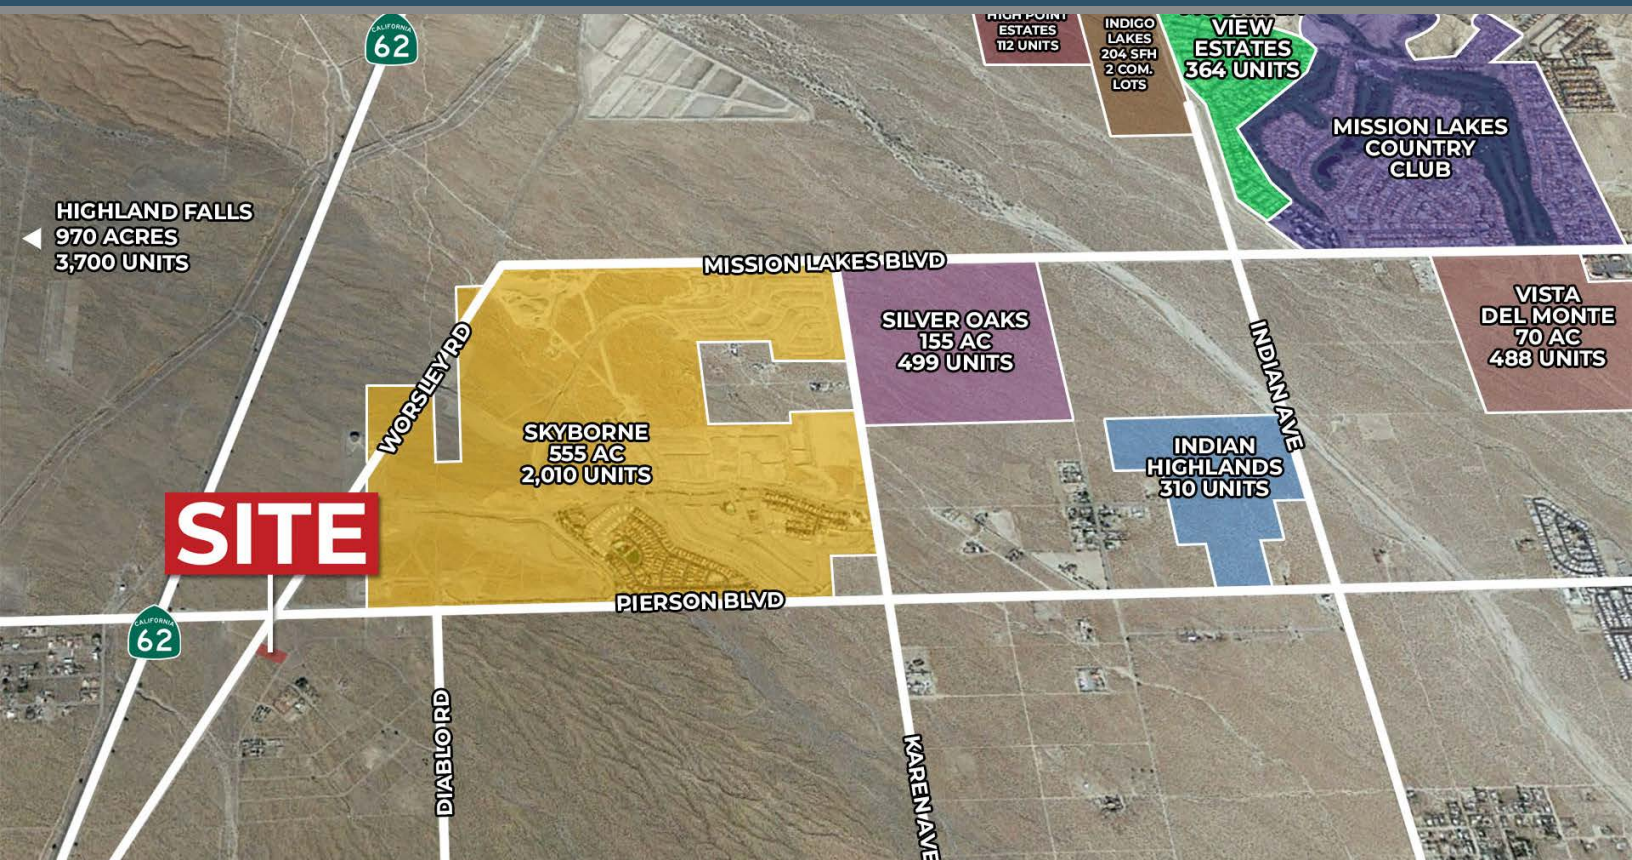 CALIFORNIA
62
HIGH POINT
ESTATES
112 UNITS
INDIGO
LAKES
204 SFH
2 COM.
LOTS
VIEW
ESTATES
364 UNITS
MISSION LAKES
COUNTRY
CLUB
HIGHLAND FALLS
970 ACRES
3,700 UNITS
MISSION LAKES BLVD
SILVER OAKS
155 AC
499 UNITS
VISTA
DEL MONTE
70 AC
488 UNITS
INDIAN AVE
WORSLEY RD
SKYBORNE
555 AC
2,010 UNITS
INDIAN
HIGHLANDS
310 UNITS
SITE
PIERSON BLVD
CALIFORNIA
62
DIABLO RD
KAREN AVE